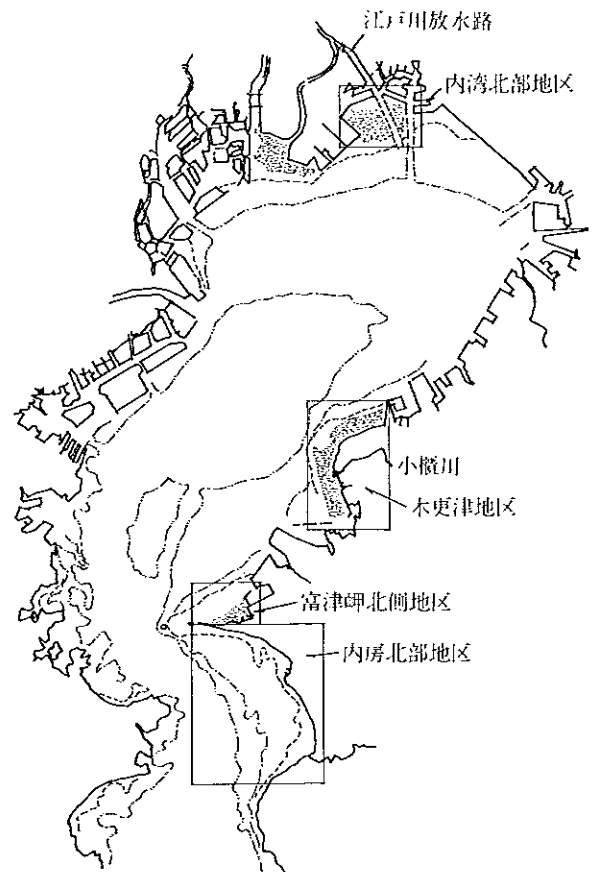 江戸川放水路
内湾北部地区
小櫃川
木更津地区
富津岬北側地区
内房北部地区